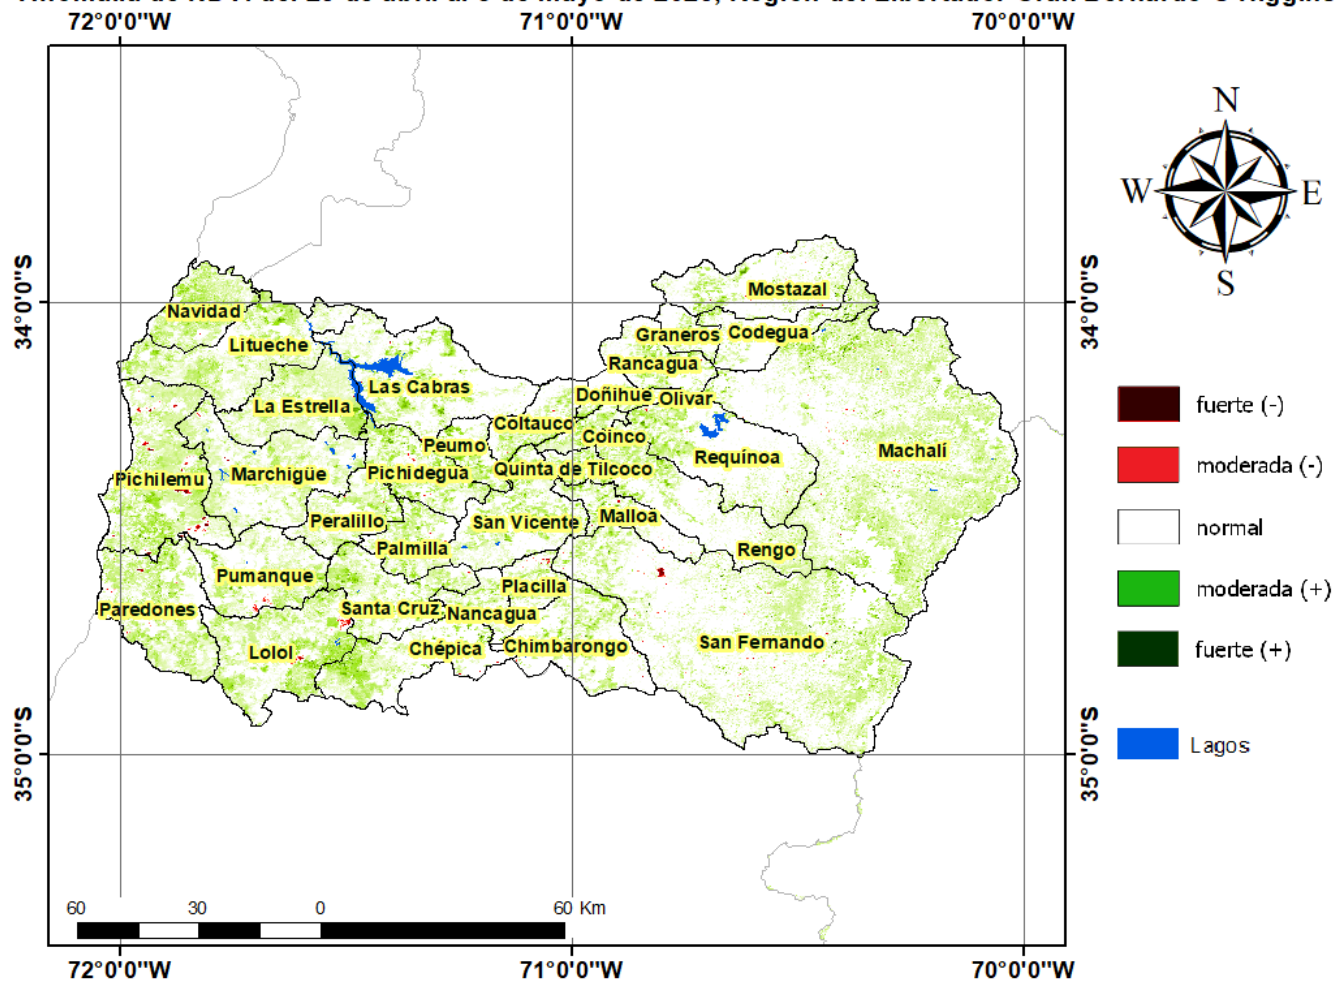 72°0'0"W 71°0'0"W 70°0'0"W
N
W E
S
34°0'0"S
34°0'0"S
Mostazal
Navidad
Graneros Codegua
Litueche
Rancagua
Las Cabras
Doñihue Olivar
La Estrella
Coltauco
Coinco
Peumo
Machalí
Requínoa
Pichidegua Quinta de Tilcoco
Pichilemu Marchigüe
Peralillo San Vicente Malloa
Palmilla Rengo
Pumanque
Placilla
Paredones Santa Cruz Nancagua
San Fernando
Lolol Chépica Chimbarongo
35°0'0"S
35°0'0"S
fuerte (-)
moderada (-)
normal
moderada (+)
fuerte (+)
Lagos
60 30 0 60 Km
72°0'0"W 71°0'0"W 70°0'0"W